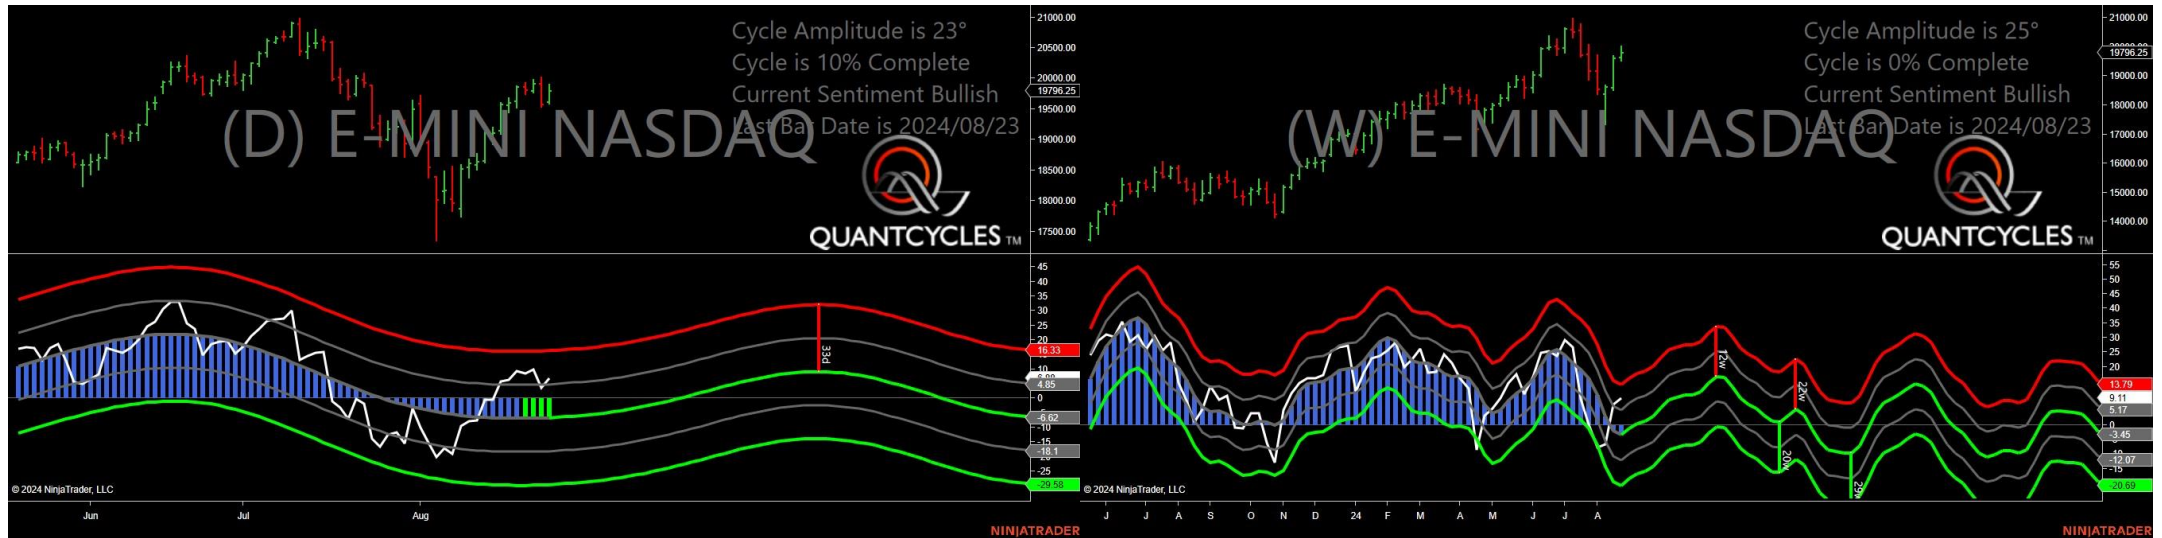 Cycle Amplitude is 23°
Cycle is 10% Complete
Current Sentiment Bullish
Last Bar Date is 2024/08/23
(D) E-MINI NASDAQ
QUANTCYCLES TM
21000.00
20500.00
20000.00
19796.25
19500.00
19000.00
18500.00
18000.00
17500.00
45
40
35
30
25
20
16.33
10
4.85
0
-6.62
-10
-15
-18.1
-25
-29.58
33d
© 2024 NinjaTrader, LLC
Jun Jul Aug
NINJATRADER
Cycle Amplitude is 25°
Cycle is 0% Complete
Current Sentiment Bullish
Last Bar Date is 2024/08/23
(W) E-MINI NASDAQ
QUANTCYCLES TM
21000.00
19796.25
19000.00
18000.00
17000.00
16000.00
15000.00
14000.00
55
50
45
40
35
30
25
20
13.79
9.11
5.17
0
-3.45
-12.07
-15
-20.69
12w
22w
20w
29w
© 2024 NinjaTrader, LLC
J J A S O N D 24 F M A M J J A
NINJATRADER